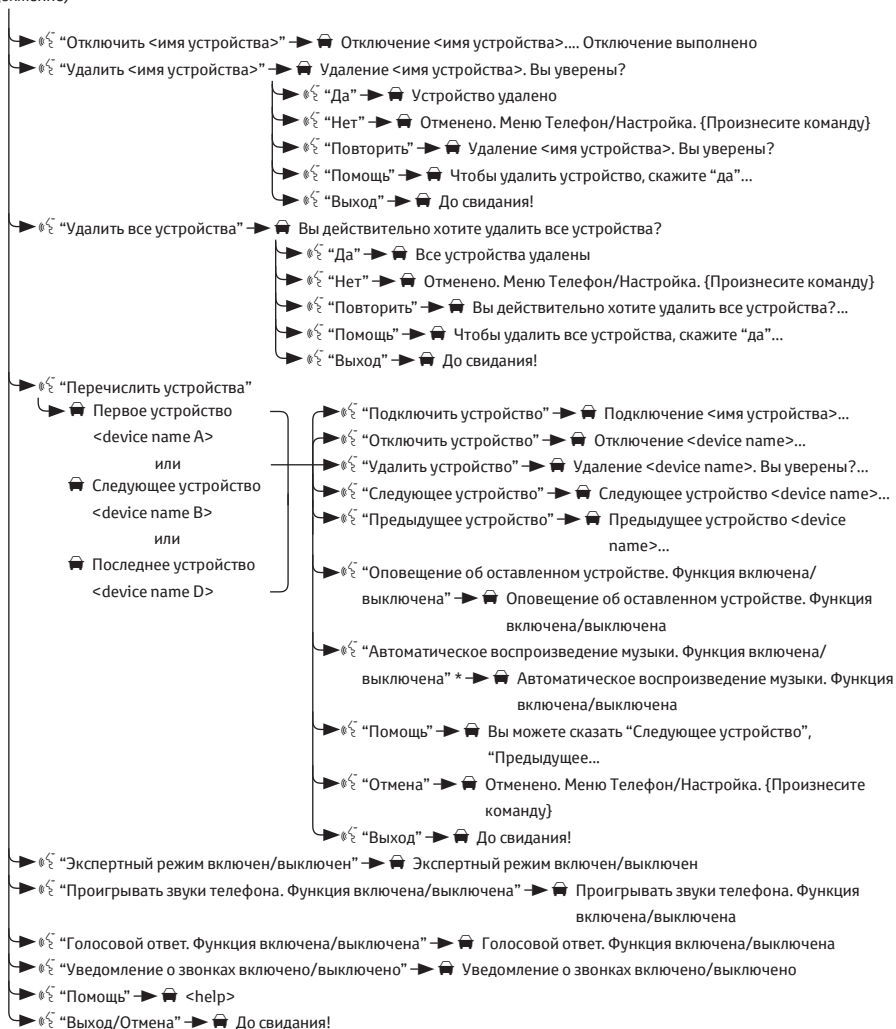 “Отключить <имя устройства>” Отключение <имя устройства>.... Отключение выполнено
“Удалить <имя устройства>” Удаление <имя устройства>. Вы уверены?
“Да” Устройство удалено
“Нет” Отменено. Меню Телефон/Настройка. {Произнесите команду}
“Повторить” Удаление <имя устройства>. Вы уверены?
“Помощь” Чтобы удалить устройство, скажите “да”...
“Выход” До свидания!
“Удалить все устройства” Вы действительно хотите удалить все устройства?
“Да” Все устройства удалены
“Нет” Отменено. Меню Телефон/Настройка. {Произнесите команду}
“Повторить” Вы действительно хотите удалить все устройства?...
“Помощь” Чтобы удалить все устройства, скажите “да”...
“Выход” До свидания!
“Перечислить устройства”
Первое устройство
<device name A>
или
Следующее устройство
<device name B>
или
Последнее устройство
<device name D>
“Подключить устройство” Подключение <имя устройства>...
“Отключить устройство” Отключение <device name>...
“Удалить устройство” Удаление <device name>. Вы уверены?...
“Следующее устройство” Следующее устройство <device name>...
“Предыдущее устройство” Предыдущее устройство <device
name>...
“Оповещение об оставленном устройстве. Функция включена/
выключена” Оповещение об оставленном устройстве. Функция
включена/выключена
“Автоматическое воспроизведение музыки. Функция включена/
выключена” * Автоматическое воспроизведение музыки. Функция
включена/выключена
“Помощь” Вы можете сказать “Следующее устройство”,
“Предыдущее...
“Отмена” Отменено. Меню Телефон/Настройка. {Произнесите
команду}
“Выход” До свидания!
“Экспертный режим включен/выключен” Экспертный режим включен/выключен
“Проигрывать звуки телефона. Функция включена/выключена” Проигрывать звуки телефона. Функция
включена/выключена
“Голосовой ответ. Функция включена/выключена” Голосовой ответ. Функция включена/выключена
“Уведомление о звонках включено/выключено” Уведомление о звонках включено/выключено
“Помощь” <help>
“Выход/Отмена” До свидания!